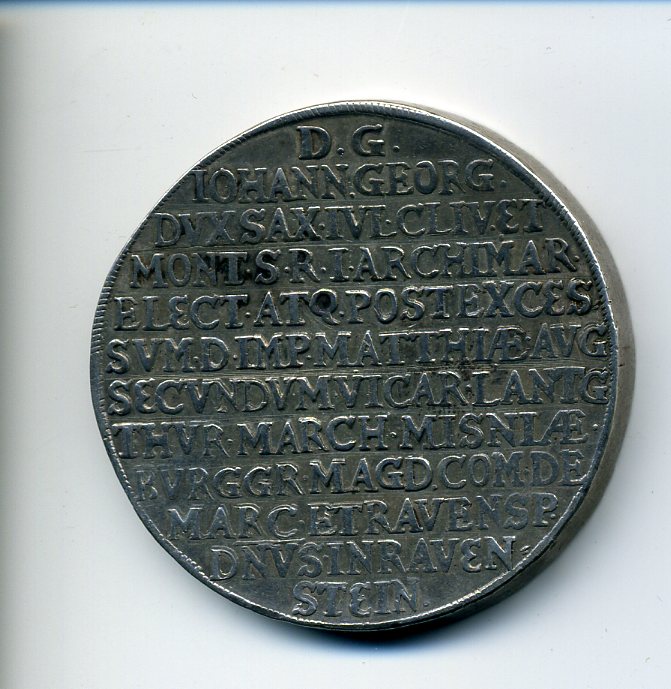 D. G.
IOHANN.GEORG.
DVX SAX.IVI.CLIV.ET
MONT.S.R.I.ARCHIMAR.
ELECT.ATQ.POST EXCES
SVM.D.IMP.MATTHIÆ.AVG
SECVNDVM VICAR.LANTG
THVR.MARCH.MISNIÆ.
BVRGGR.MAGD.COM.DE
MARC.ET RAVENSP.
DNVS IN RAVEN
STEIN.